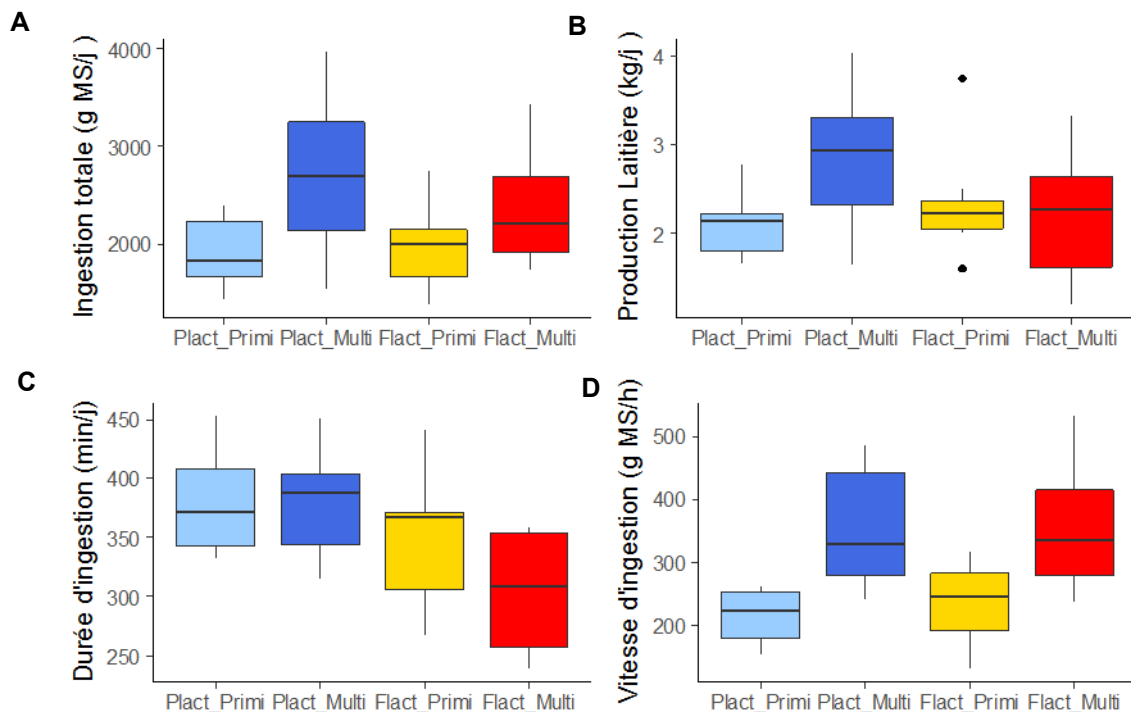 A
Ingestion totale (g MS/j)
4000
3000
2000
Plact_Primi Plact_Multi Flact_Primi Flact_Multi
B
Production Laitière (kg/j)
4
3
2
Plact_Primi Plact_Multi Flact_Primi Flact_Multi
C
Durée d'ingestion (min/j)
450
400
350
300
250
Plact_Primi Plact_Multi Flact_Primi Flact_Multi
D
Vitesse d'ingestion (g MS/h)
500
400
300
200
Plact_Primi Plact_Multi Flact_Primi Flact_Multi